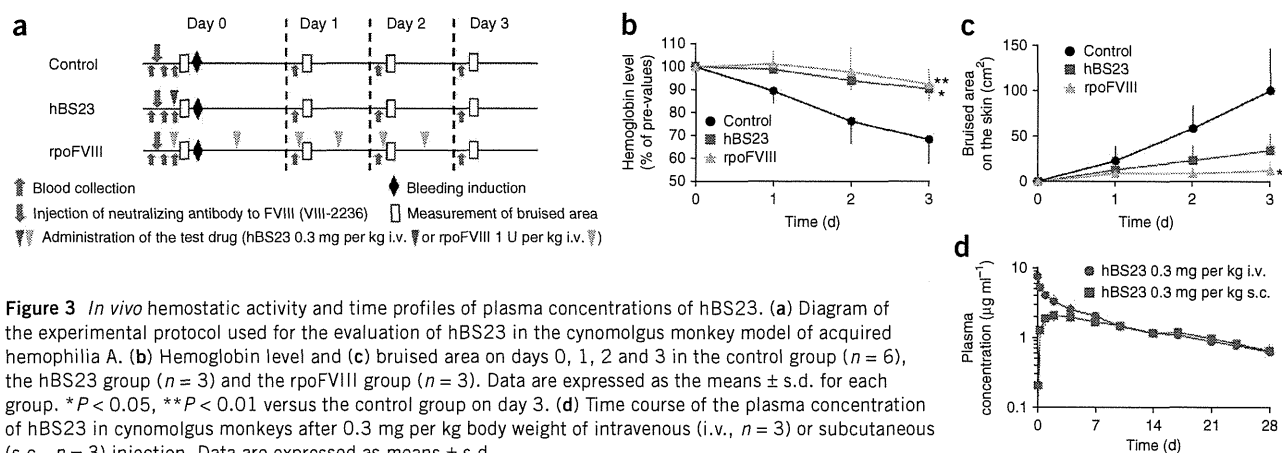 a
Day 0 Day 1 Day 2 Day 3
Control
hBS23
rpoFVIII
Blood collection
Bleeding induction
Injection of neutralizing antibody to FVIII (VIII-2236)
Measurement of bruised area
Administration of the test drug (hBS23 0.3 mg per kg i.v. or rpoFVIII 1 U per kg i.v. )
b
Hemoglobin level
(% of pre-values)
110
100
90
80
70
60
50
Control
hBS23
rpoFVIII
**
*
0 1 2 3
Time (d)
c
Bruised area
on the skin (cm2)
150
100
50
0
Control
hBS23
rpoFVIII
*
0 1 2 3
Time (d)
d
Plasma
concentration (μg ml–1)
10
1
0.1
hBS23 0.3 mg per kg i.v.
hBS23 0.3 mg per kg s.c.
0 7 14 21 28
Time (d)
Figure 3 In vivo hemostatic activity and time profiles of plasma concentrations of hBS23. (a) Diagram of
the experimental protocol used for the evaluation of hBS23 in the cynomolgus monkey model of acquired
hemophilia A. (b) Hemoglobin level and (c) bruised area on days 0, 1, 2 and 3 in the control group (n = 6),
the hBS23 group (n = 3) and the rpoFVIII group (n = 3). Data are expressed as the means ± s.d. for each
group. *P < 0.05, **P < 0.01 versus the control group on day 3. (d) Time course of the plasma concentration
of hBS23 in cynomolgus monkeys after 0.3 mg per kg body weight of intravenous (i.v., n = 3) or subcutaneous
(s.c., n = 3) injection. Data are expressed as means ± s.d.